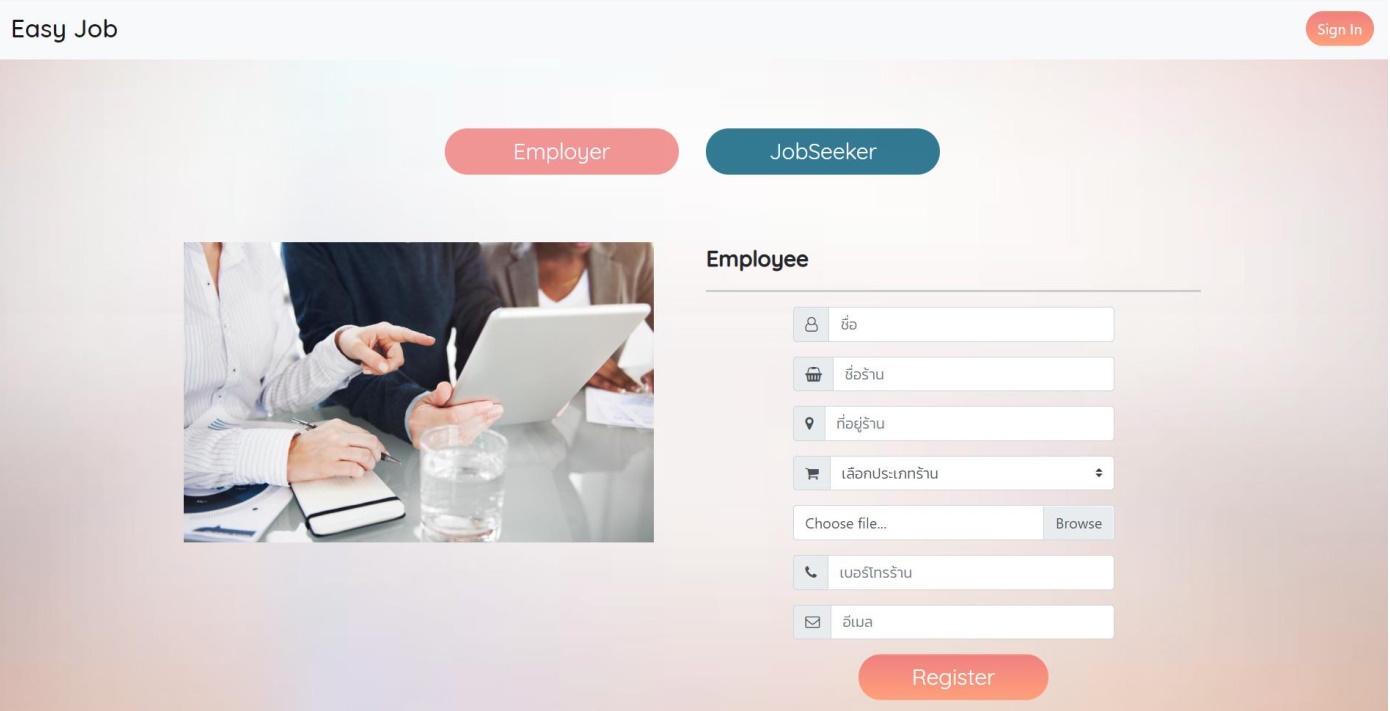 Easy Job
Sign In
Employer
JobSeeker
Employee
ชื่อ
ชื่อร้าน
ที่อยู่ร้าน
เลือกประเภทร้าน
Choose file...
Browse
เบอร์โทรร้าน
อีเมล
Register